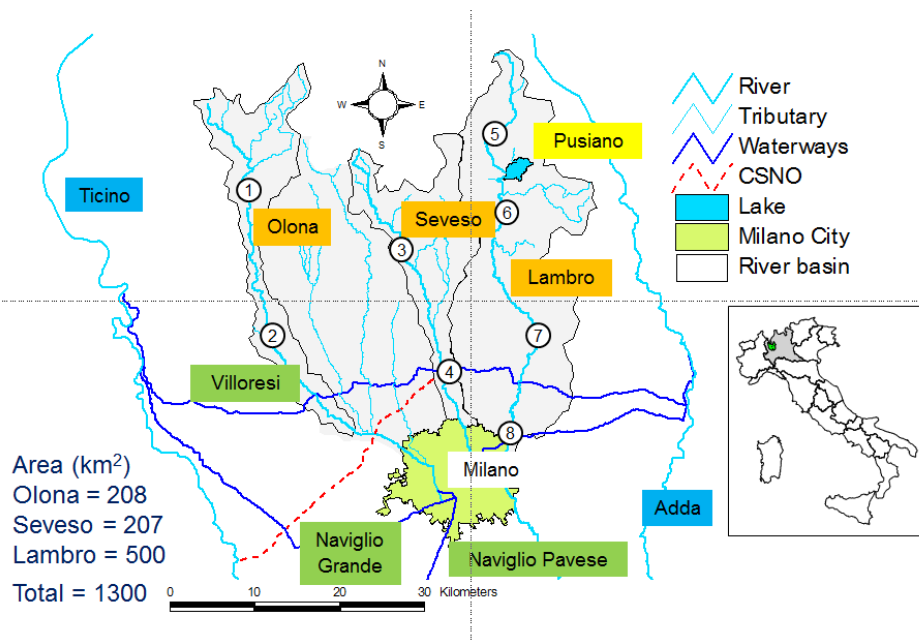 N
W E
S
River
Tributary
Waterways
CSNO
Lake
Milano City
River basin
Pusiano
Ticino
Olona
Seveso
Lambro
1
2
3
4
5
6
7
8
Villoresi
Milano
Adda
Naviglio
Grande
Naviglio Pavese
Area (km²)
Olona = 208
Seveso = 207
Lambro = 500
Total = 1300
0 10 20 30 Kilometers